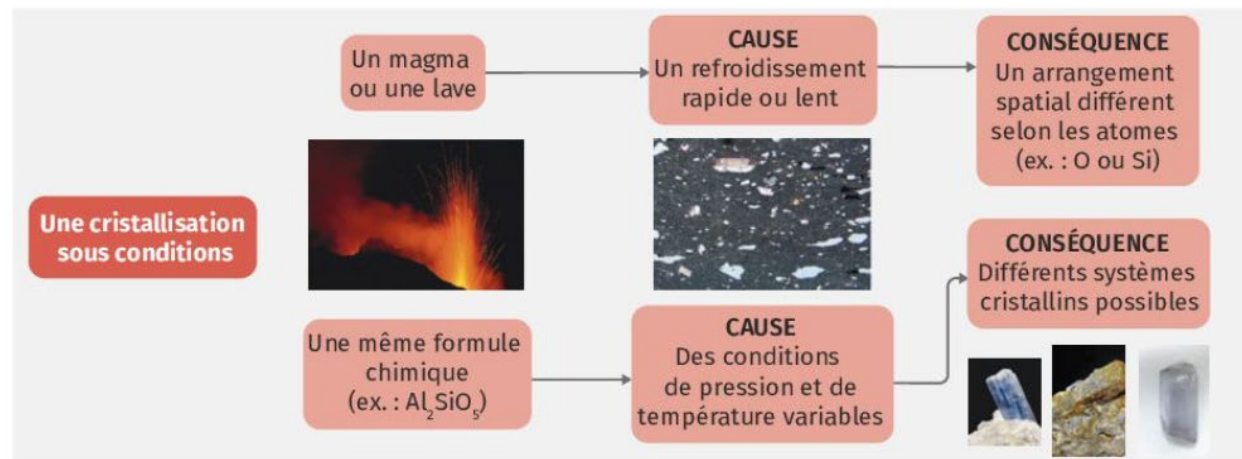 Une cristallisation
sous conditions
Un magma
ou une lave
CAUSE
Un refroidissement
rapide ou lent
CONSÉQUENCE
Un arrangement
spatial différent
selon les atomes
(ex. : O ou Si)
Une même formule
chimique
(ex. : Al₂SiO₅)
CAUSE
Des conditions
de pression et de
température variables
CONSÉQUENCE
Différents systèmes
cristallins possibles